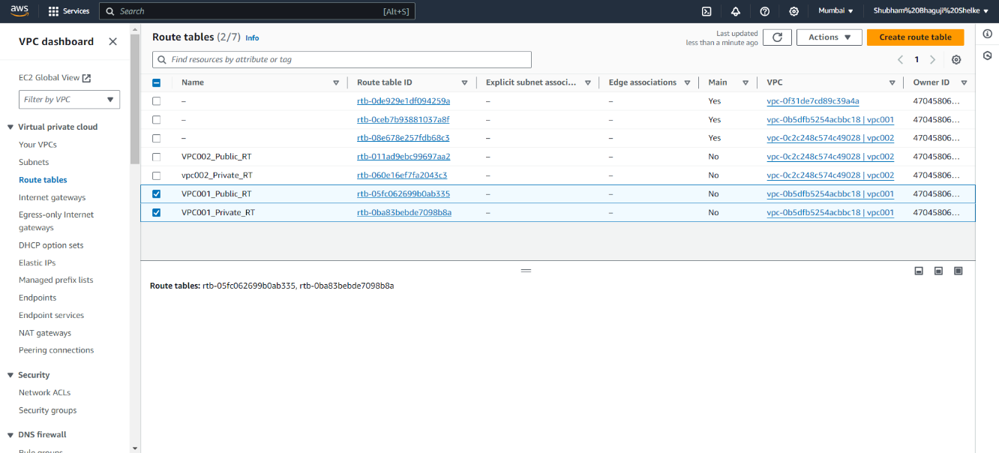 aws Services Search [Alt+S] Mumbai Shubham%20Bhaguji%20Shelke
VPC dashboard
EC2 Global View
Filter by VPC
Virtual private cloud
Your VPCs
Subnets
Route tables
Internet gateways
Egress-only Internet
gateways
DHCP option sets
Elastic IPs
Managed prefix lists
Endpoints
Endpoint services
NAT gateways
Peering connections
Security
Network ACLs
Security groups
DNS firewall
Rule groups
Route tables (2/7) Info
Last updated
less than a minute ago
Actions
Create route table
Find resources by attribute or tag
1
Name Route table ID Explicit subnet associ... Edge associations Main VPC Owner ID
– rtb-0de929e1df094259a – – Yes vpc-0f31de7cd89c39a4a 47045806...
– rtb-0ceb7b93881037a8f – – Yes vpc-0b5dfb5254acbbc18 | vpc001 47045806...
– rtb-08e678e257fdb68c3 – – Yes vpc-0c2c248c574c49028 | vpc002 47045806...
VPC002_Public_RT rtb-011ad9ebc99697aa2 – – No vpc-0c2c248c574c49028 | vpc002 47045806...
vpc002_Private_RT rtb-060e16ef7fa2043c3 – – No vpc-0c2c248c574c49028 | vpc002 47045806...
VPC001_Public_RT rtb-05fc062699b0ab335 – – No vpc-0b5dfb5254acbbc18 | vpc001 47045806...
VPC001_Private_RT rtb-0ba83bebde7098b8a – – No vpc-0b5dfb5254acbbc18 | vpc001 47045806...
Route tables: rtb-05fc062699b0ab335, rtb-0ba83bebde7098b8a